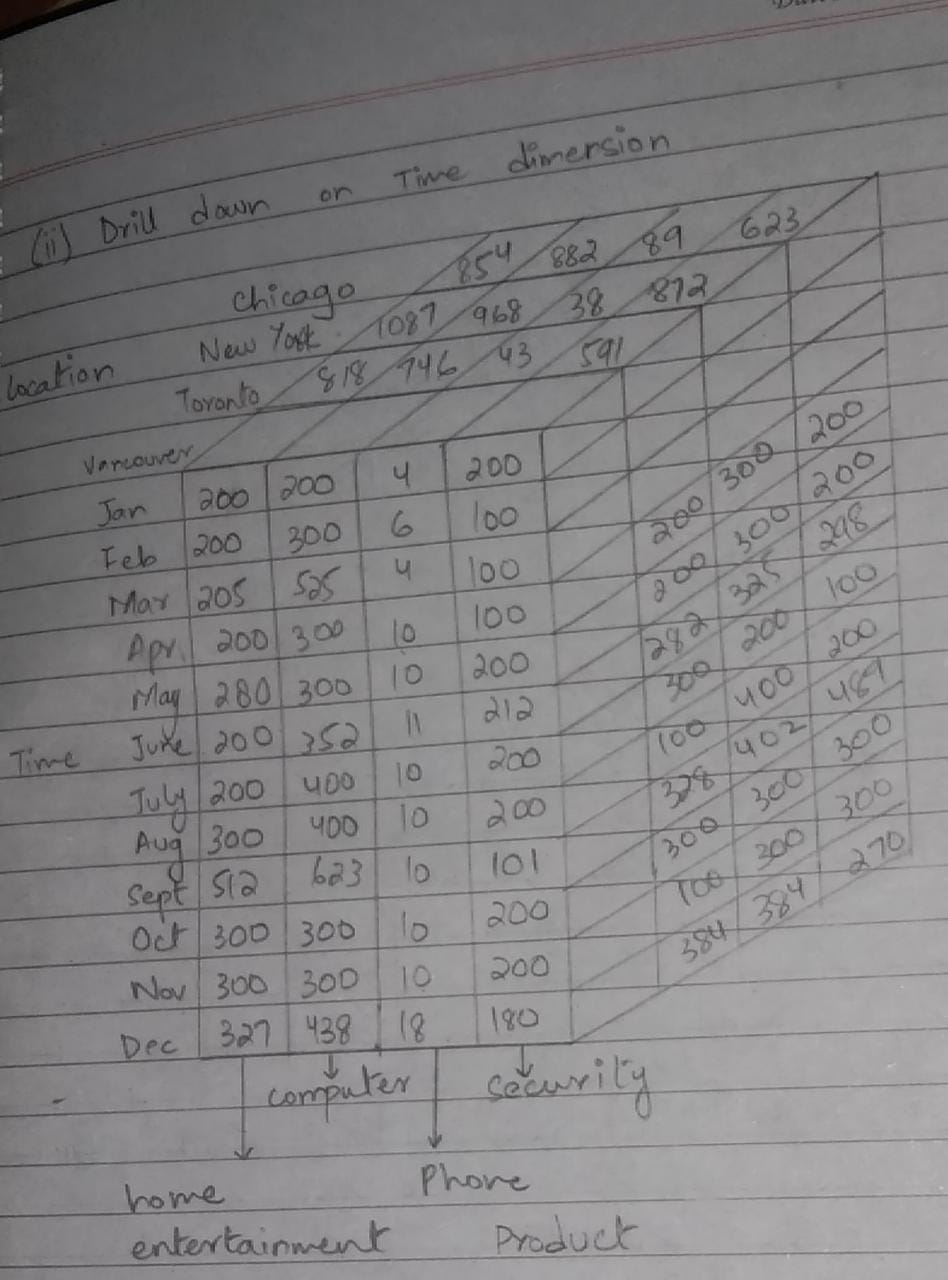 (ii) Drill down on Time dimension
Chicago 854 882 89 623
New York 1087 968 38 872
location
Toronto 818 746 43 591
Vancouver
Jan 200 200 4 200
Feb 200 300 6 100
Mar 205 525 4 100
Apr. 200 300 10 100
May 280 300 10 200
Time
June 200 352 11 212
July 200 400 10 200
Aug 300 400 10 200
Sept 512 623 10 101
Oct 300 300 10 200
Nov 300 300 10 200
Dec 327 438 18 180
200 300 200
200 300 200
282 325 298
300 200 100
100 400 200
328 402 489
300 300 300
100 300 300
384 384 270
computer security
home Phone
entertainment Product